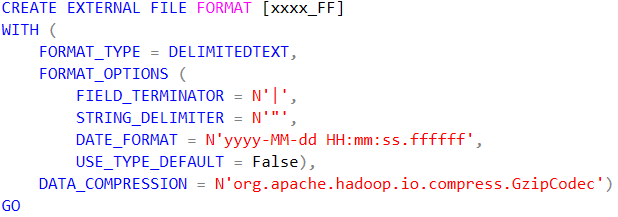 CREATE EXTERNAL FILE FORMAT [xxxx_FF]
WITH (
    FORMAT_TYPE = DELIMITEDTEXT,
    FORMAT_OPTIONS (
        FIELD_TERMINATOR = N'|',
        STRING_DELIMITER = N'"',
        DATE_FORMAT = N'yyyy-MM-dd HH:mm:ss.ffffff',
        USE_TYPE_DEFAULT = False),
    DATA_COMPRESSION = N'org.apache.hadoop.io.compress.GzipCodec')
GO